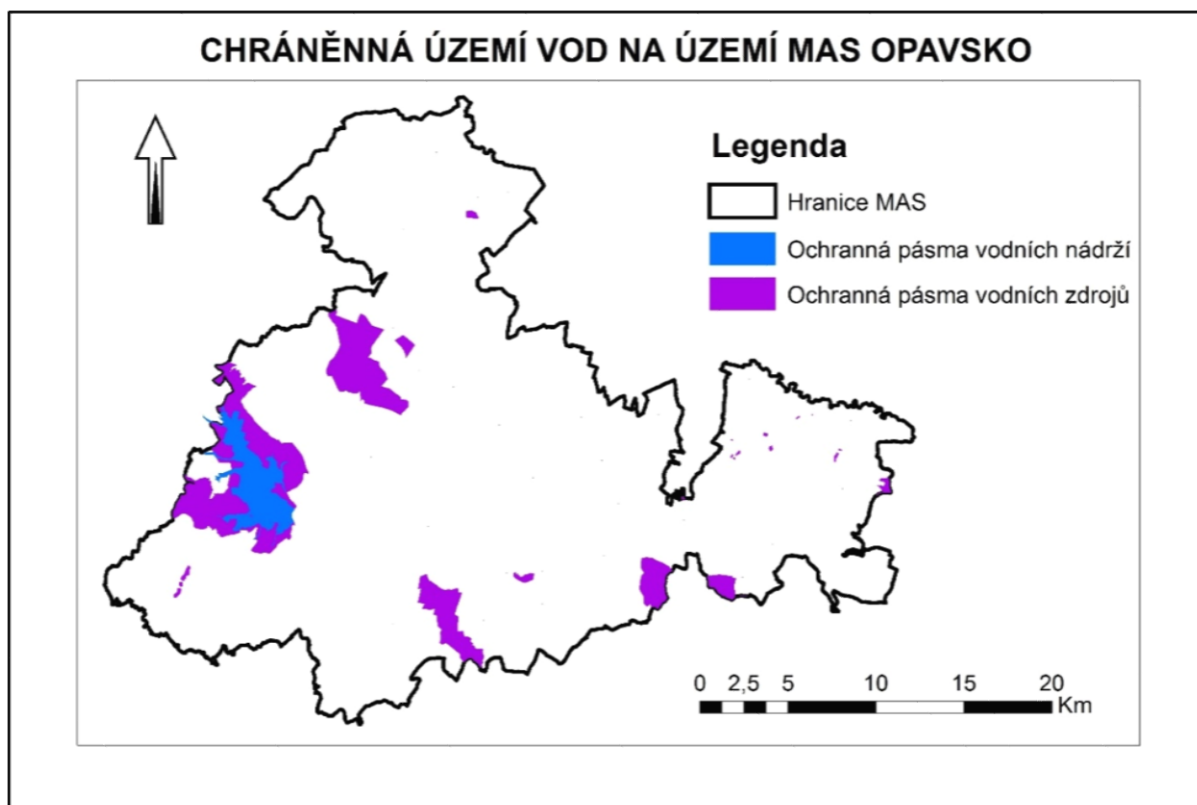 CHRÁNĚNNÁ ÚZEMÍ VOD NA ÚZEMÍ MAS OPAVSKO
Legenda
Hranice MAS
Ochranná pásma vodních nádrží
Ochranná pásma vodních zdrojů
0 2,5 5 10 15 20
Km